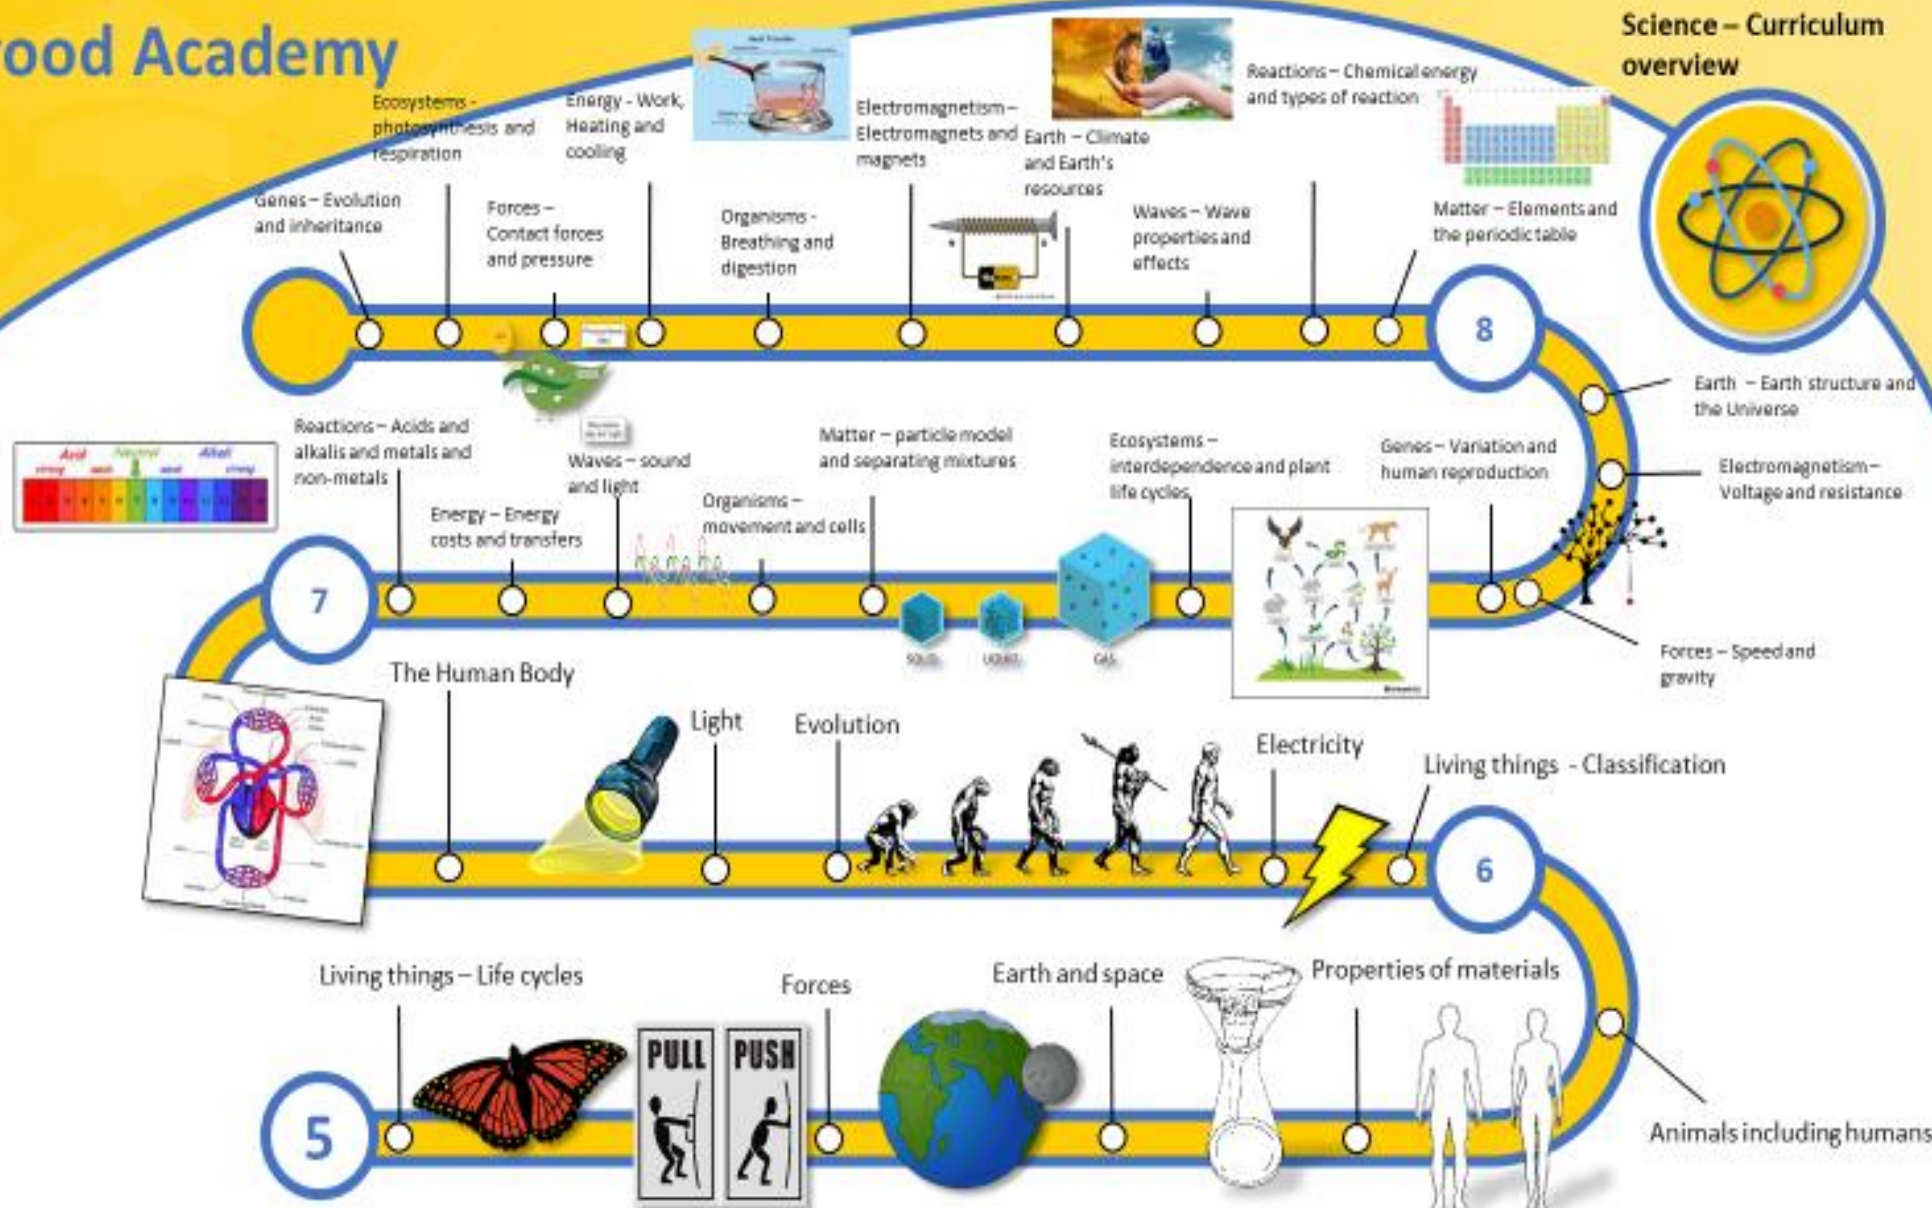 ood Academy
Science – Curriculum
overview
Ecosystems -
photosynthesis and
respiration
Energy - Work,
Heating and
cooling
Electromagnetism –
Electromagnets and
magnets
Earth – Climate
and Earth's
resources
Reactions – Chemical energy
and types of reaction
Genes – Evolution
and inheritance
Forces –
Contact forces
and pressure
Organisms -
Breathing and
digestion
Waves – Wave
properties and
effects
Matter – Elements and
the periodic table
8
Earth – Earth structure and
the Universe
Electromagnetism –
Voltage and resistance
Acid Neutral Alkali
strong weak weak strong
Reactions – Acids and
alkalis and metals and
non-metals
Energy – Energy
costs and transfers
Waves – sound
and light
Organisms –
movement and cells
Matter – particle model
and separating mixtures
Ecosystems –
interdependence and plant
life cycles
Genes – Variation and
human reproduction
7
SOLID LIQUID GAS
Forces – Speed and
gravity
The Human Body
Light
Evolution
Electricity
Living things - Classification
6
Living things – Life cycles
Forces
Earth and space
Properties of materials
PULL PUSH
5
Animals including humans